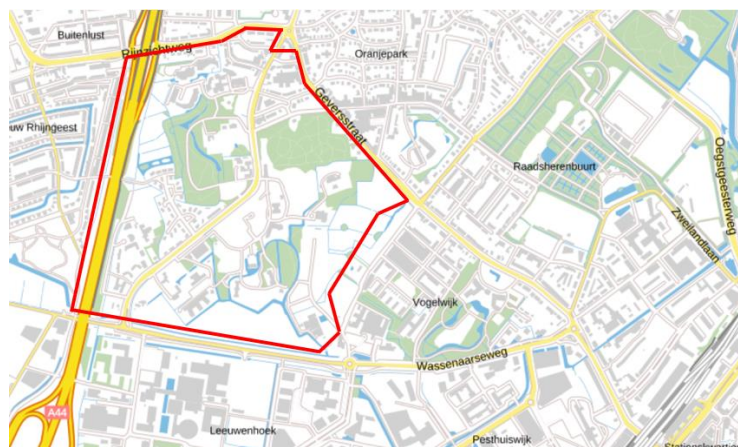 Buitenlust
Rijnzichtweg
Oranjepark
Geversstraat
uw Rhijngeest
Raadsherenbuurt
Oegstgeesterweg
Zweilandlaan
Vogelwijk
Wassenaarseweg
A44
Leeuwenhoek
Pesthuiswijk